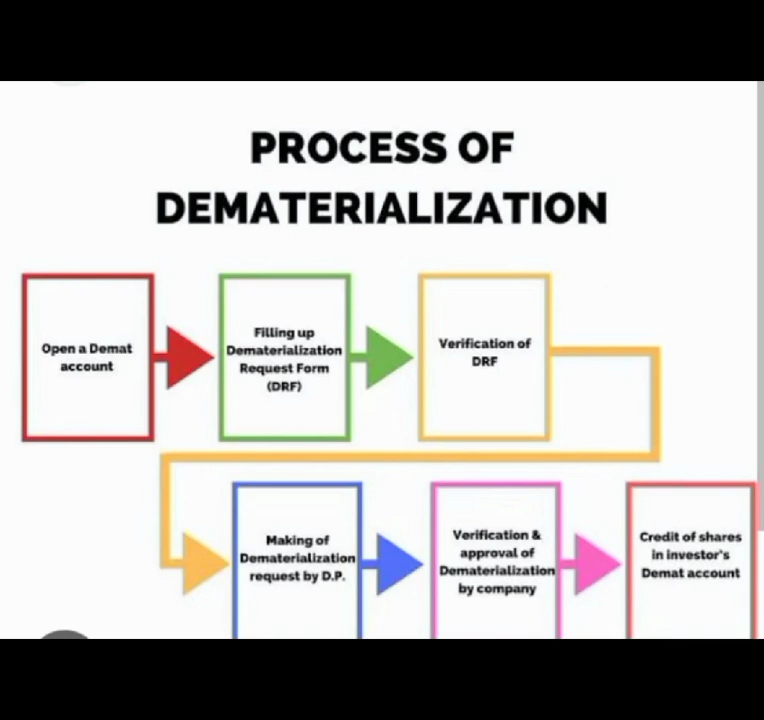 PROCESS OF
DEMATERIALIZATION
Open a Demat
account
Filling up
Dematerialization
Request Form
(DRF)
Verification of
DRF
Making of
Dematerialization
request by D.P.
Verification &
approval of
Dematerialization
by company
Credit of shares
in investor's
Demat account